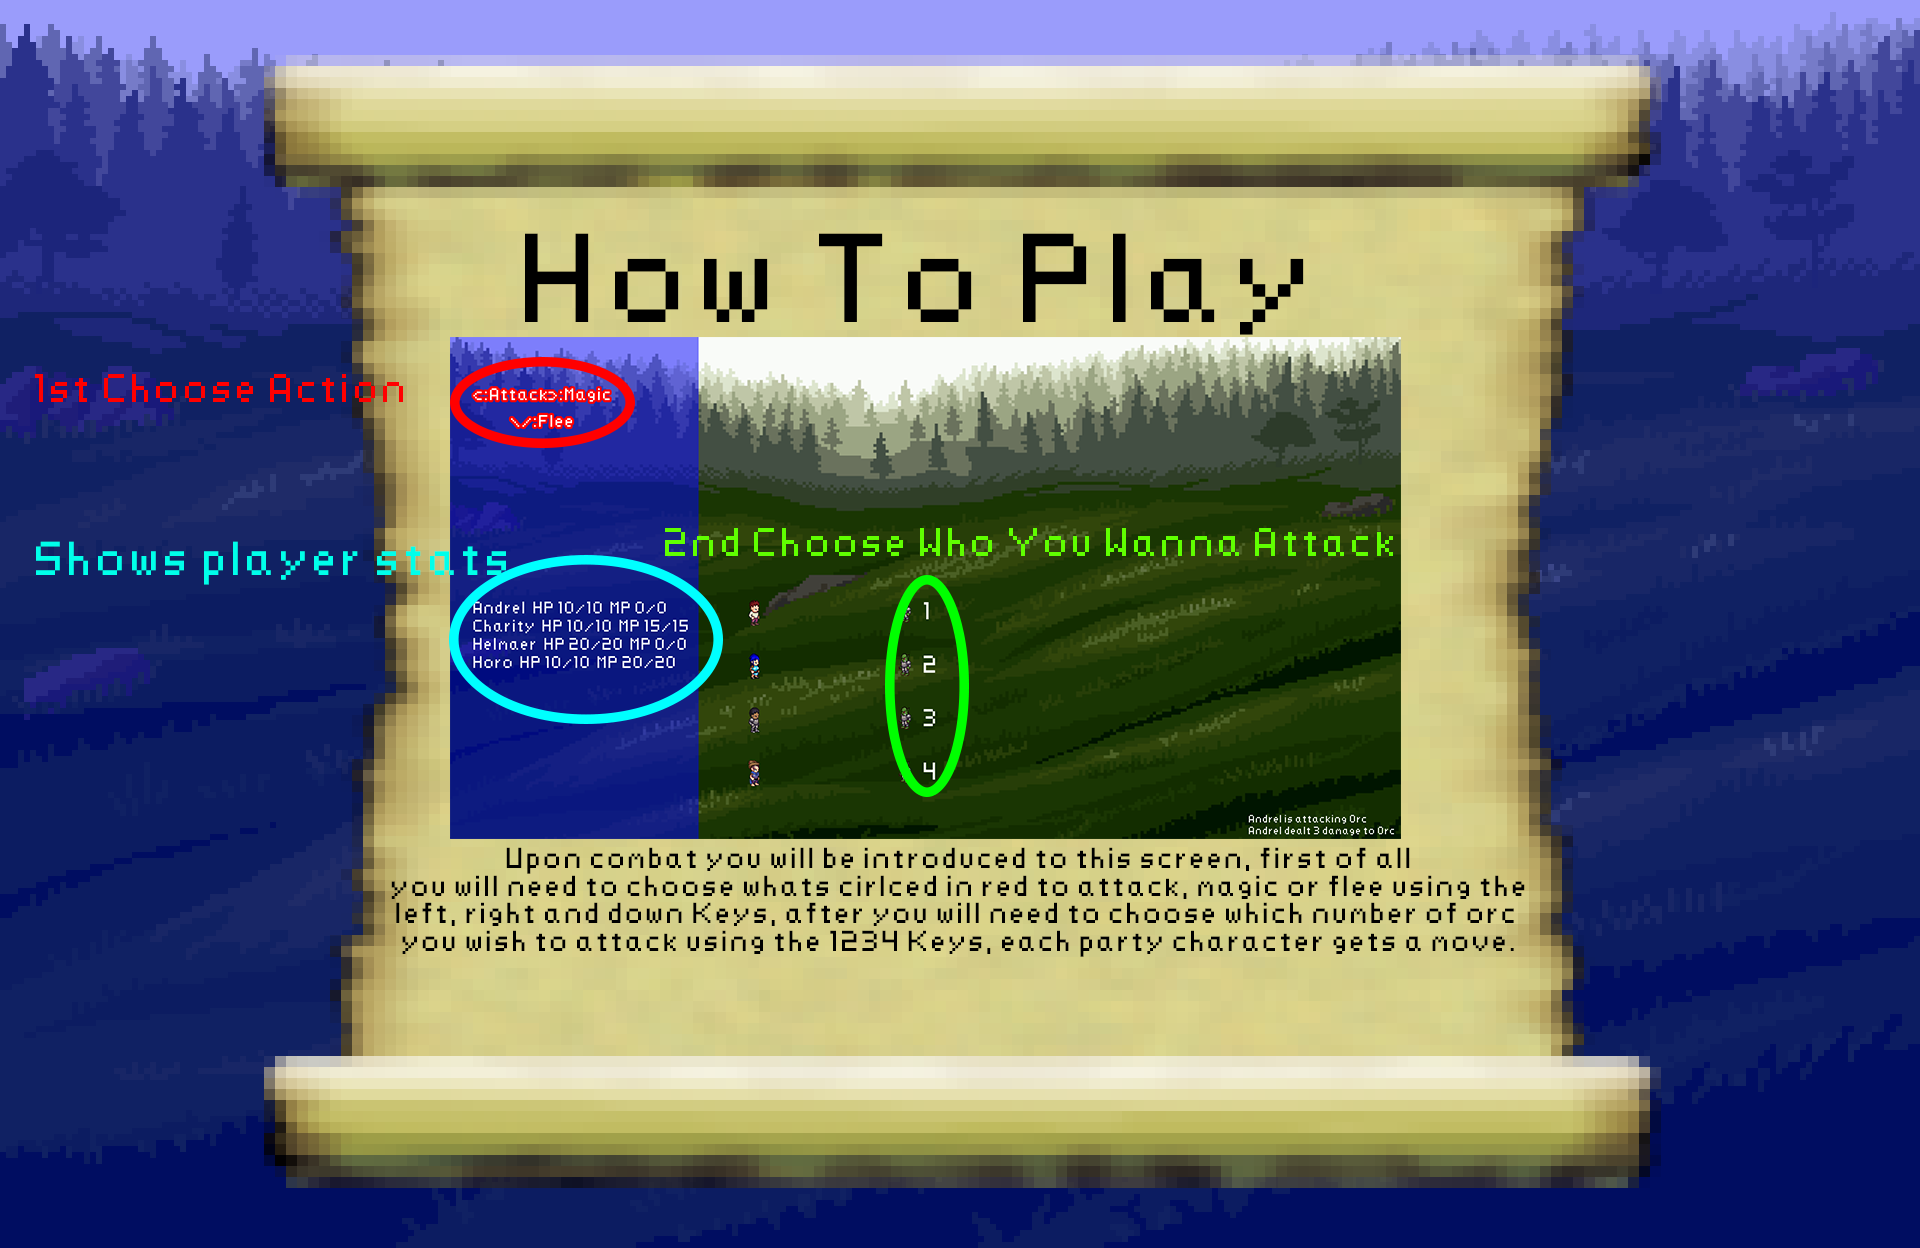 How To Play
1st Choose Action
<:Attack>:Magic
\/:Flee
Shows player stats
2nd Choose Who You Wanna Attack
Andrel HP 10/10 MP 0/0
Charity HP 10/10 MP 15/15
Helmaer HP 20/20 MP 0/0
Horo HP 10/10 MP 20/20
1
2
3
4
Andrel is attacking Orc
Andrel dealt 3 damage to Orc
Upon combat you will be introduced to this screen, first of all
you will need to choose whats cirlced in red to attack, magic or flee using the
left, right and down Keys, after you will need to choose which number of orc
you wish to attack using the 1234 Keys, each party character gets a move.